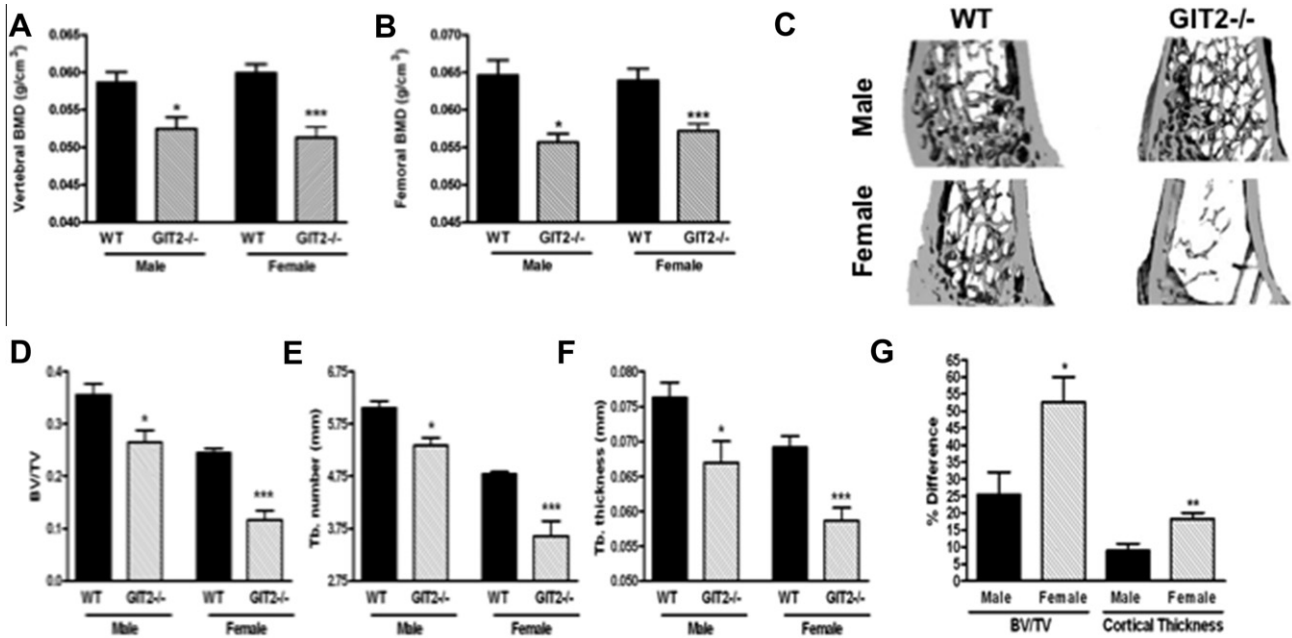 A
Vertebral BMD (g/cm³)
0.065
0.060
0.055
0.050
0.045
0.040
WT GIT2-/- WT GIT2-/-
Male Female
* ***
B
Femoral BMD (g/cm³)
0.070
0.065
0.060
0.055
0.050
0.045
WT GIT2-/- WT GIT2-/-
Male Female
* ***
C
WT GIT2-/-
Male
Female
D
BV/TV
0.4
0.3
0.2
0.1
0.0
WT GIT2-/- WT GIT2-/-
Male Female
* ***
E
Tb. number (mm)
6.75
5.75
4.75
3.75
2.75
WT GIT2-/- WT GIT2-/-
Male Female
* ***
F
Tb. thickness (mm)
0.080
0.075
0.070
0.065
0.060
0.055
0.050
WT GIT2-/- WT GIT2-/-
Male Female
* ***
G
% Difference
65
60
55
50
45
40
35
30
25
20
15
10
5
0
Male Female Male Female
BV/TV Cortical Thickness
* **